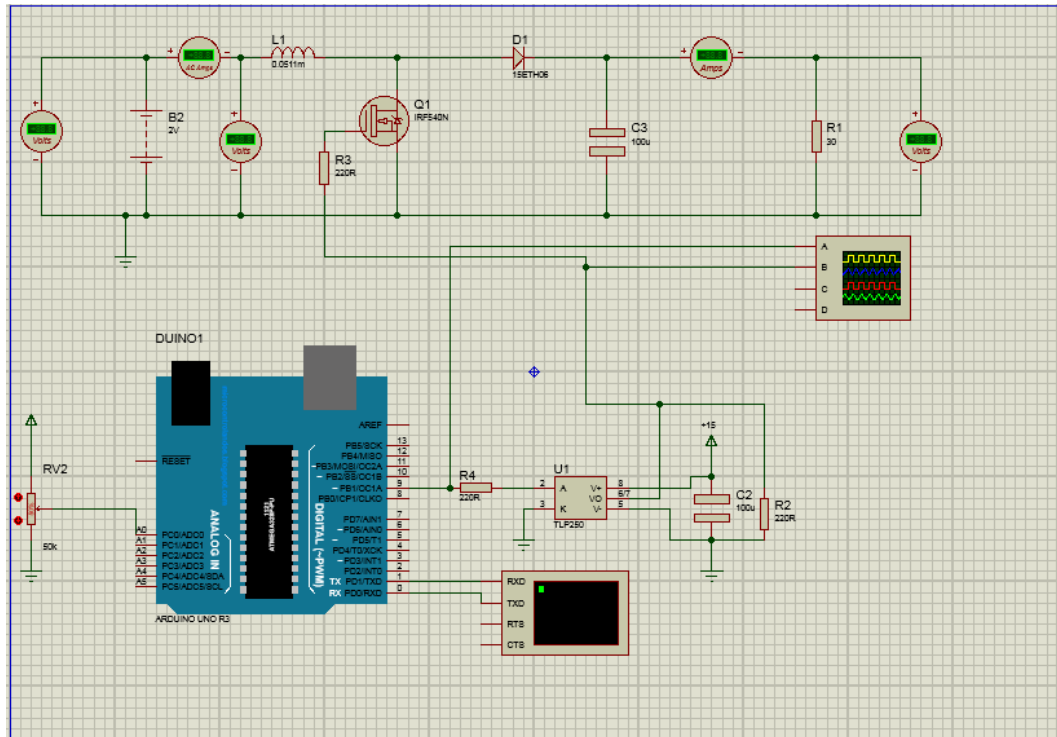 L1
0.0511m
D1
15ETH06
+
-
AC Amps
+
-
Amps
+
-
Volts
B2
2V
+
-
Volts
Q1
IRF540N
R3
220R
C3
100u
R1
30
+
-
Volts
A
B
C
D
DUINO1
RV2
50k
RESET
AREF
PB5/SCK 13
PB4/MISO 12
~PB3/MOSI/OC2A 11
~PB2/SS/OC1B 10
~PB1/OC1A 9
PB0/ICP1/CLKO 8
PD7/AIN1 7
~PD6/AIN0 6
~PD5/T1 5
PD4/T0/XCK 4
~PD3/INT1 3
PD2/INT0 2
TX PD1/TXD 1
RX PD0/RXD 0
A0 PC0/ADC0
A1 PC1/ADC1
A2 PC2/ADC2
A3 PC3/ADC3
A4 PC4/ADC4/SDA
A5 PC5/ADC5/SCL
ANALOG IN
ATMEGA328P-PU
DIGITAL (~PWM)
ARDUINO UNO R3
R4
220R
U1
2 A V+ 8
VO 6/7
3 K V- 5
TLP250
+15
C2
100u
R2
220R
RXD
TXD
RTS
CTS